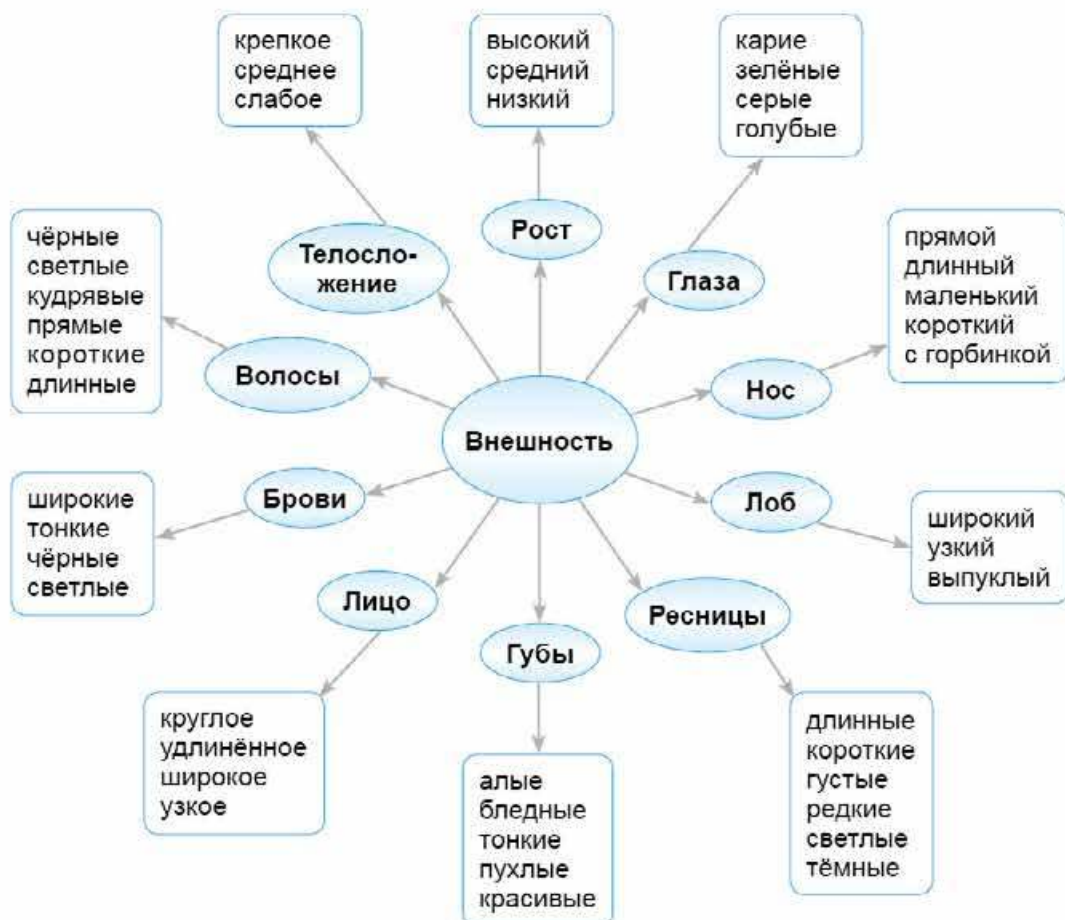 крепкое
среднее
слабое
высокий
средний
низкий
карие
зелёные
серые
голубые
Рост
Телосло-
жение
Глаза
чёрные
светлые
кудрявые
прямые
короткие
длинные
прямой
длинный
маленький
короткий
с горбинкой
Волосы
Нос
Внешность
Брови
Лоб
широкие
тонкие
чёрные
светлые
широкий
узкий
выпуклый
Лицо
Губы
Ресницы
круглое
удлинённое
широкое
узкое
алые
бледные
тонкие
пухлые
красивые
длинные
короткие
густые
редкие
светлые
тёмные